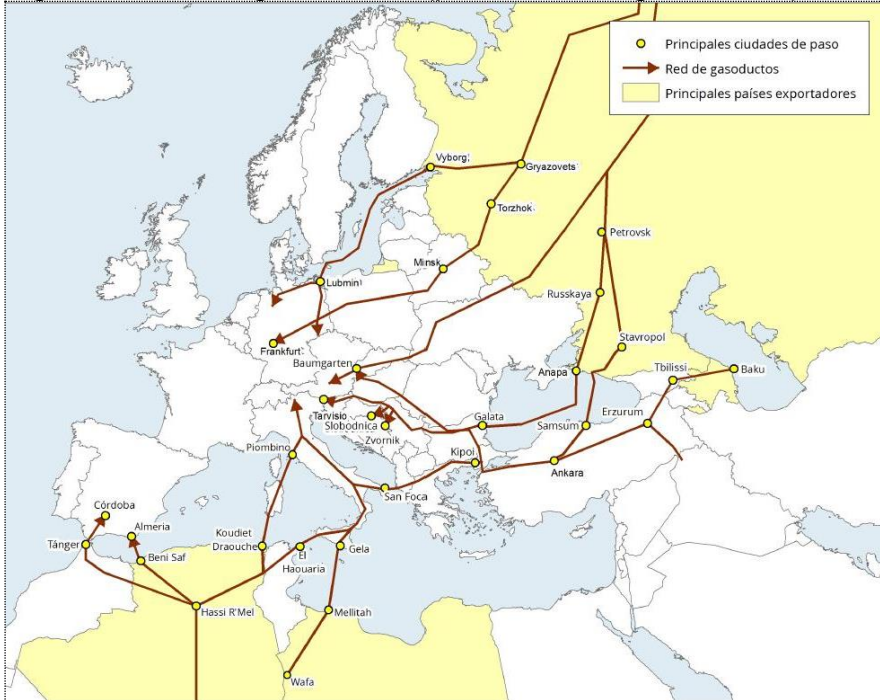 Principales ciudades de paso
Red de gasoductos
Principales países exportadores
Vyborg
Gryazovets
Torzhok
Petrovsk
Minsk
Lubmin
Russkaya
Frankfurt
Stavropol
Baumgarten
Anapa
Tbilissi
Baku
Tarvisio
Slobodnica
Zvornik
Galata
Samsum
Erzurum
Piombino
Kipoi
Ankara
San Foca
Córdoba
Almeria
Tánger
Koudiet
Draouche
El
Haouaria
Gela
Beni Saf
Hassi R'Mel
Mellitah
Wafa